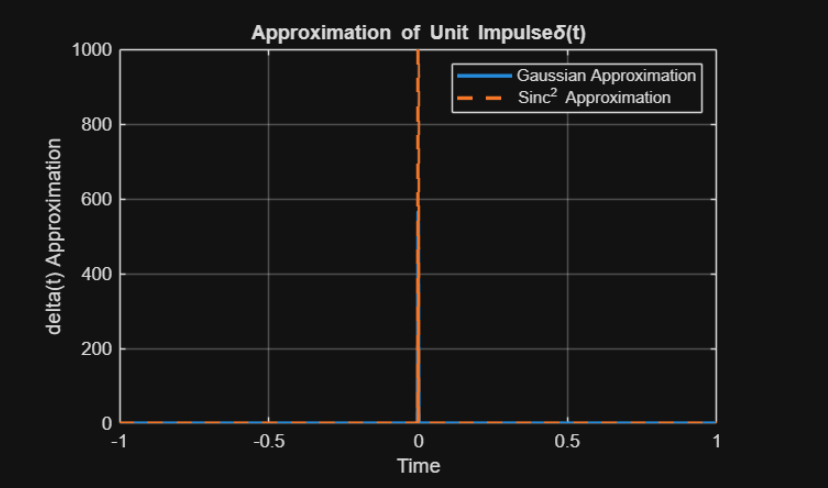 Approximation of Unit Impulseδ(t)
1000
800
600
400
200
0
delta(t) Approximation
Gaussian Approximation
Sinc² Approximation
-1 -0.5 0 0.5 1
Time